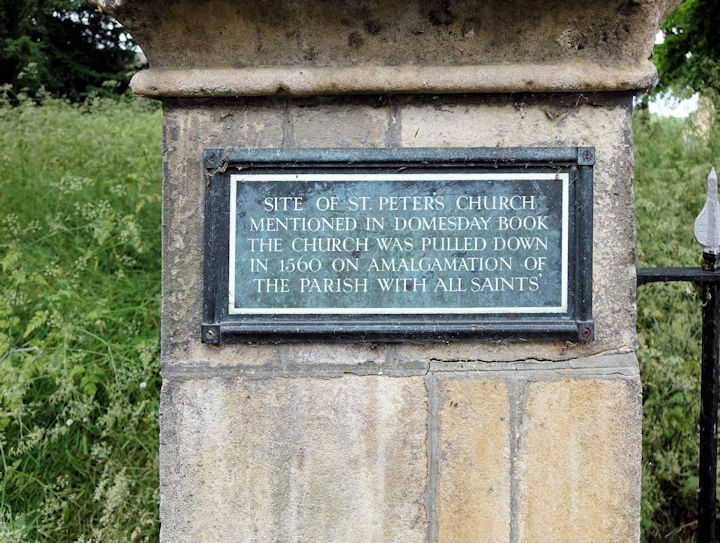 SITE OF ST. PETERS CHURCH
MENTIONED IN DOMESDAY BOOK
THE CHURCH WAS PULLED DOWN
IN 1560 ON AMALGAMATION OF
THE PARISH WITH ALL SAINTS'